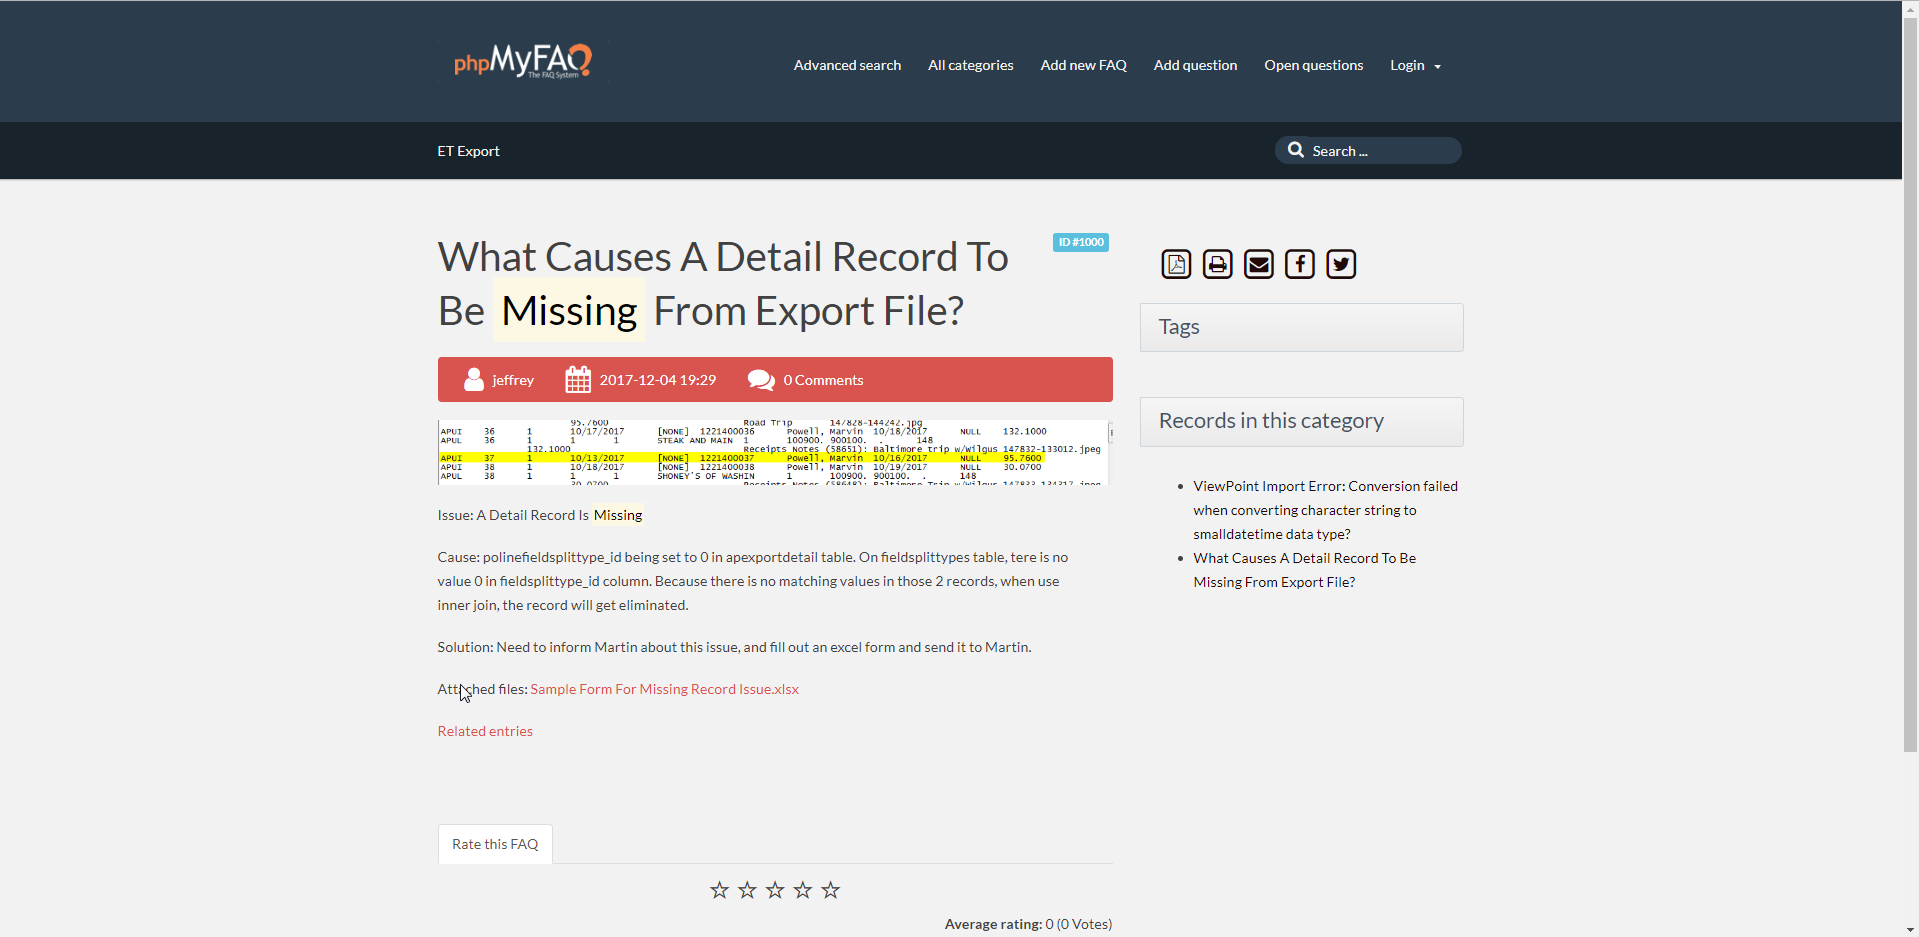 phpMyFAQ
The FAQ System
Advanced search All categories Add new FAQ Add question Open questions Login
ET Export
Search ...
What Causes A Detail Record To
Be Missing From Export File?
ID #1000
jeffrey 2017-12-04 19:29 0 Comments
95.7600 Road Trip 147828-144242.jpg
APUI 36 1 10/17/2017 [NONE] 1221400036 Powell, Marvin 10/18/2017 NULL 132.1000
APUL 36 1 1 1 STEAK AND MAIN 1 100900. 900100. . 148
132.1000 Receipts Notes (58651): Baltimore trip w/Wilgus 147832-133012.jpeg
APUI 37 1 10/13/2017 [NONE] 1221400037 Powell, Marvin 10/16/2017 NULL 95.7600
APUI 38 1 10/18/2017 [NONE] 1221400038 Powell, Marvin 10/19/2017 NULL 30.0700
APUL 38 1 1 1 SHONEY'S OF WASHIN 1 100900. 900100. . 148
30.0700 Receipts Notes (58648): Baltimore Trip w/Wilgus 147833-134317.jpeg
Issue: A Detail Record Is Missing
Cause: polinefieldsplittype_id being set to 0 in apexportdetail table. On fieldsplittypes table, tere is no
value 0 in fieldsplittype_id column. Because there is no matching values in those 2 records, when use
inner join, the record will get eliminated.
Solution: Need to inform Martin about this issue, and fill out an excel form and send it to Martin.
Attached files: Sample Form For Missing Record Issue.xlsx
Related entries
Rate this FAQ
Average rating: 0 (0 Votes)
Tags
Records in this category
ViewPoint Import Error: Conversion failed
when converting character string to
smalldatetime data type?
What Causes A Detail Record To Be
Missing From Export File?